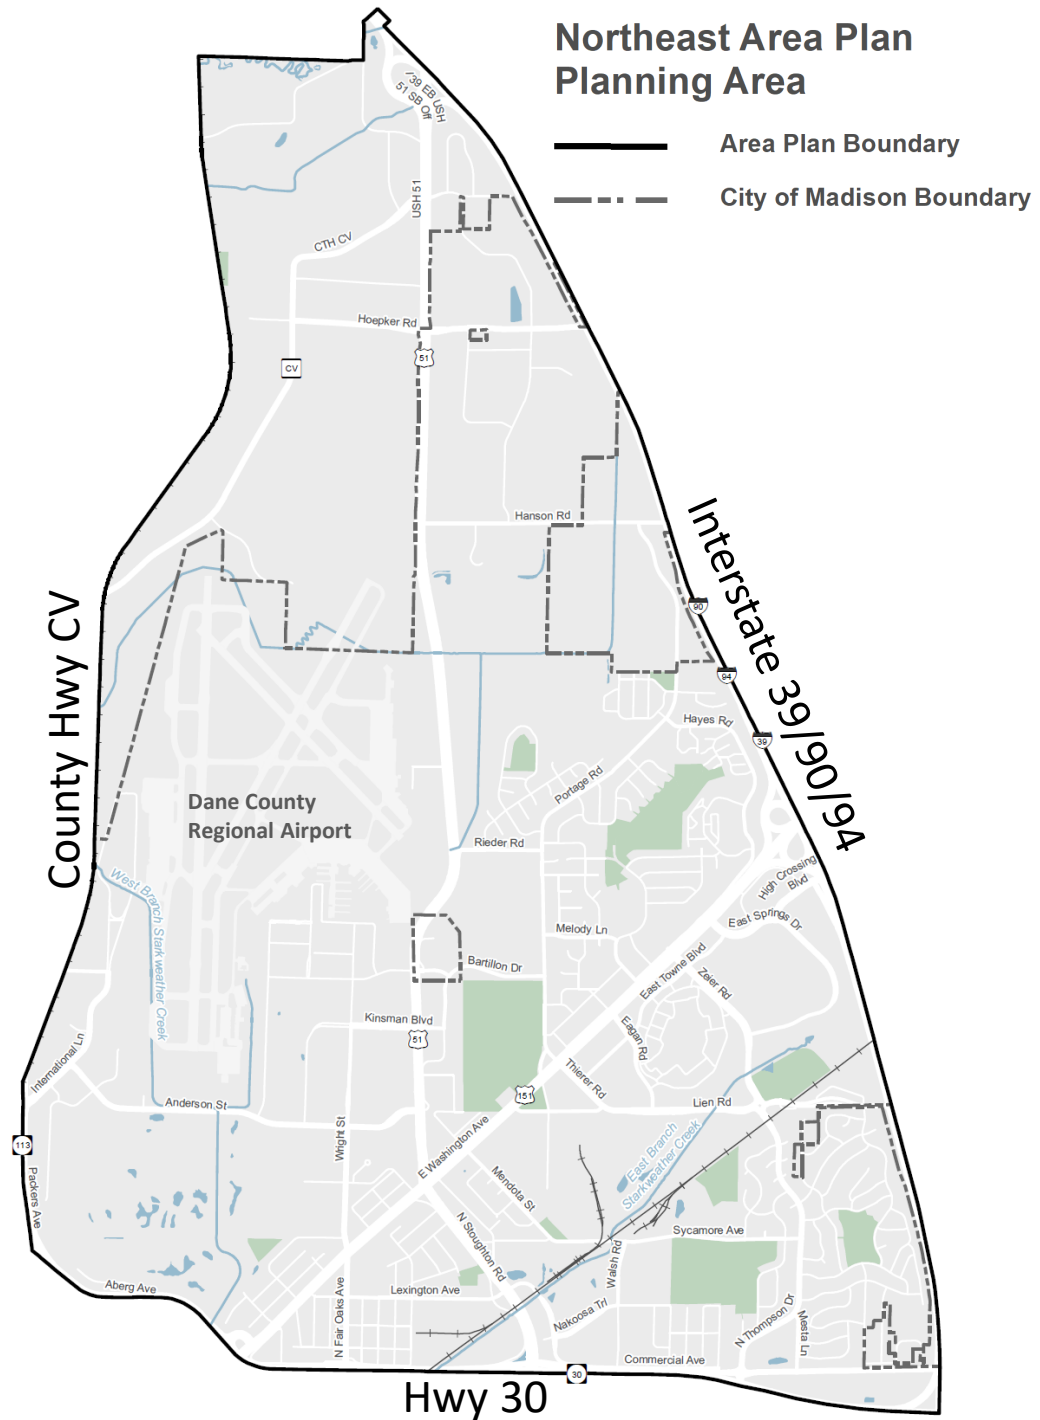 Northeast Area Plan
Planning Area
Area Plan Boundary
City of Madison Boundary
/ 39 EB USH
51 SB Off
USH 51
CTH CV
Hoepker Rd
51
CV
Hanson Rd
Interstate 39/90/94
90
94
39
County Hwy CV
Hayes Rd
Portage Rd
Dane County
Regional Airport
Rieder Rd
High Crossing
Blvd
West Branch Starkweather Creek
East Springs Dr
Melody Ln
East Towne Blvd
Bartillon Dr
Zeier Rd
Kinsman Blvd
Eagan Rd
51
International Ln
Thierer Rd
151
Anderson St
Lien Rd
113
Wright St
E Washington Ave
East Branch
Starkweather Creek
Packers Ave
Mendota St
N Stoughton Rd
Sycamore Ave
Walsh Rd
Aberg Ave
Lexington Ave
N Fair Oaks Ave
Nakoosa Trl
N Thompson Dr
Mesta Ln
Commercial Ave
30
Hwy 30